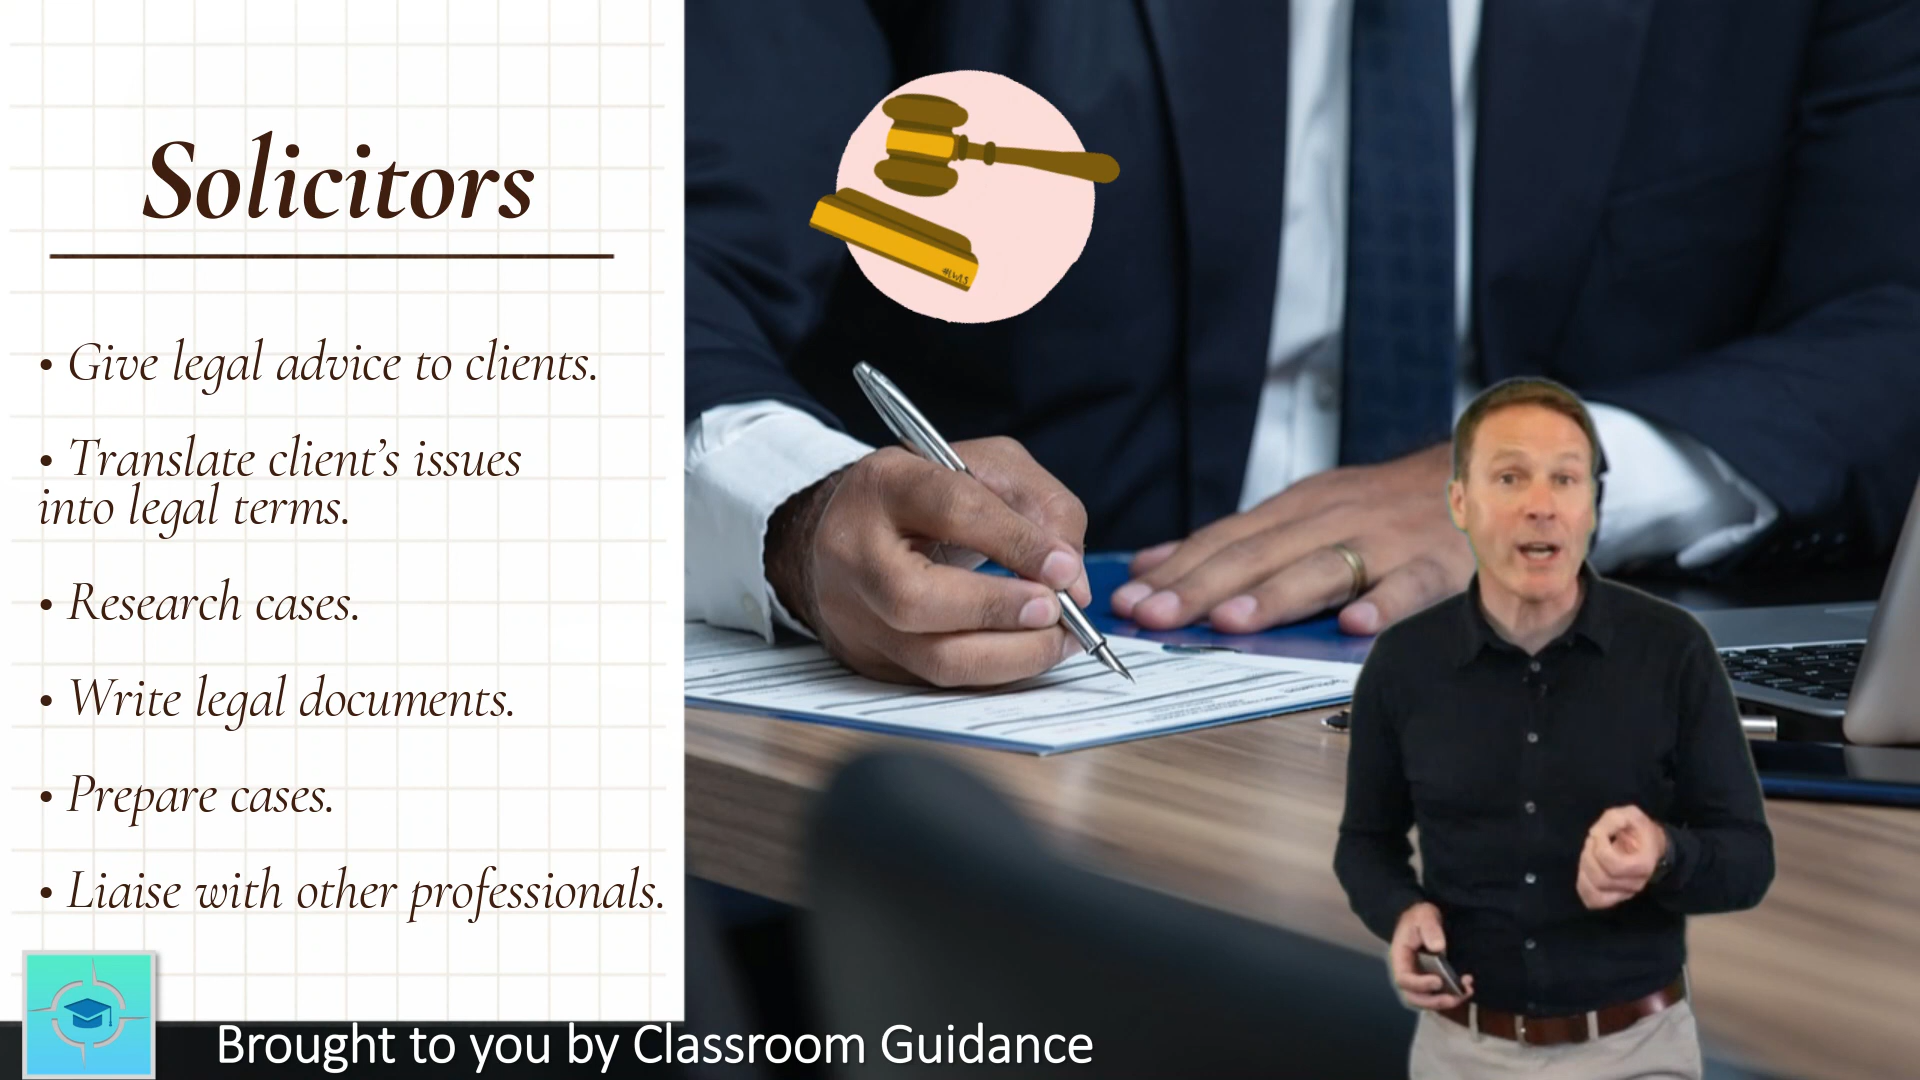 Solicitors
• Give legal advice to clients.
• Translate client’s issues
into legal terms.
• Research cases.
• Write legal documents.
• Prepare cases.
• Liaise with other professionals.
Brought to you by Classroom Guidance